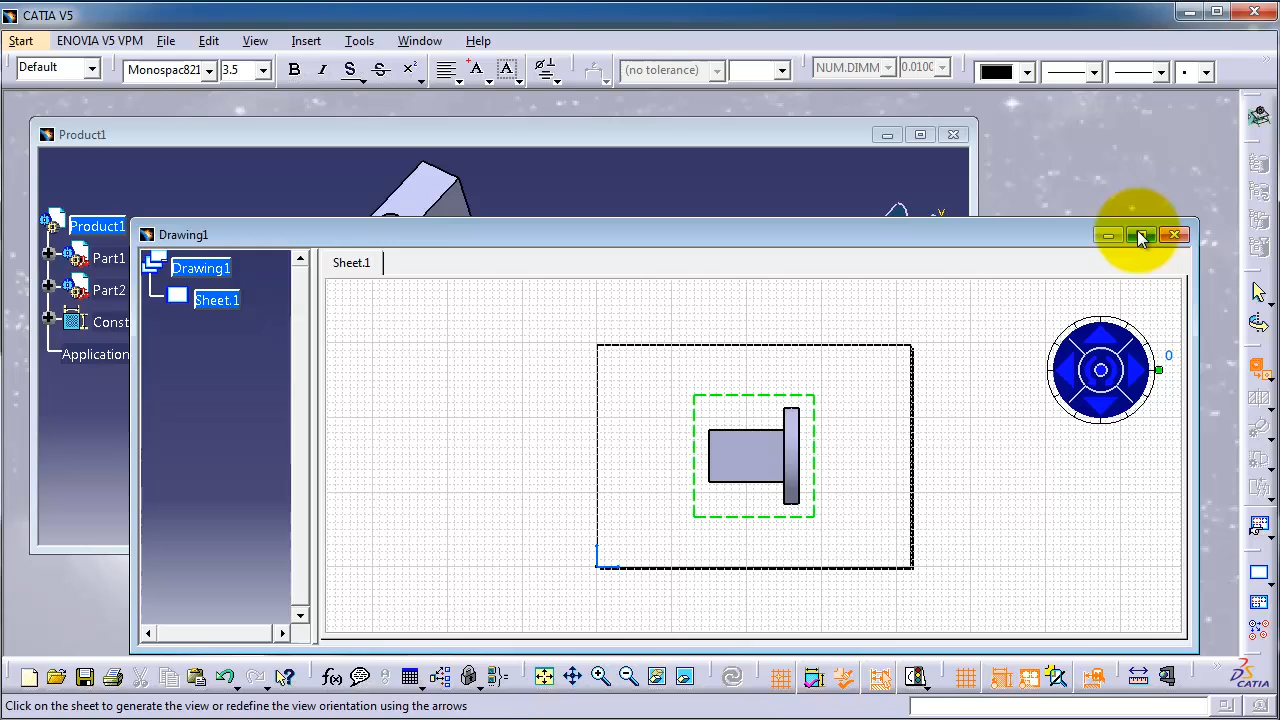 CATIA V5
Start ENOVIA V5 VPM File Edit View Insert Tools Window Help
Default Monospac821 3.5 B I S S (no tolerance) NUM.DIMM 0.0100
Product1
Product1
Part1
Part2
Const
Application
Drawing1
Drawing1
Sheet.1
Sheet.1
0
CATIA
Click on the sheet to generate the view or redefine the view orientation using the arrows